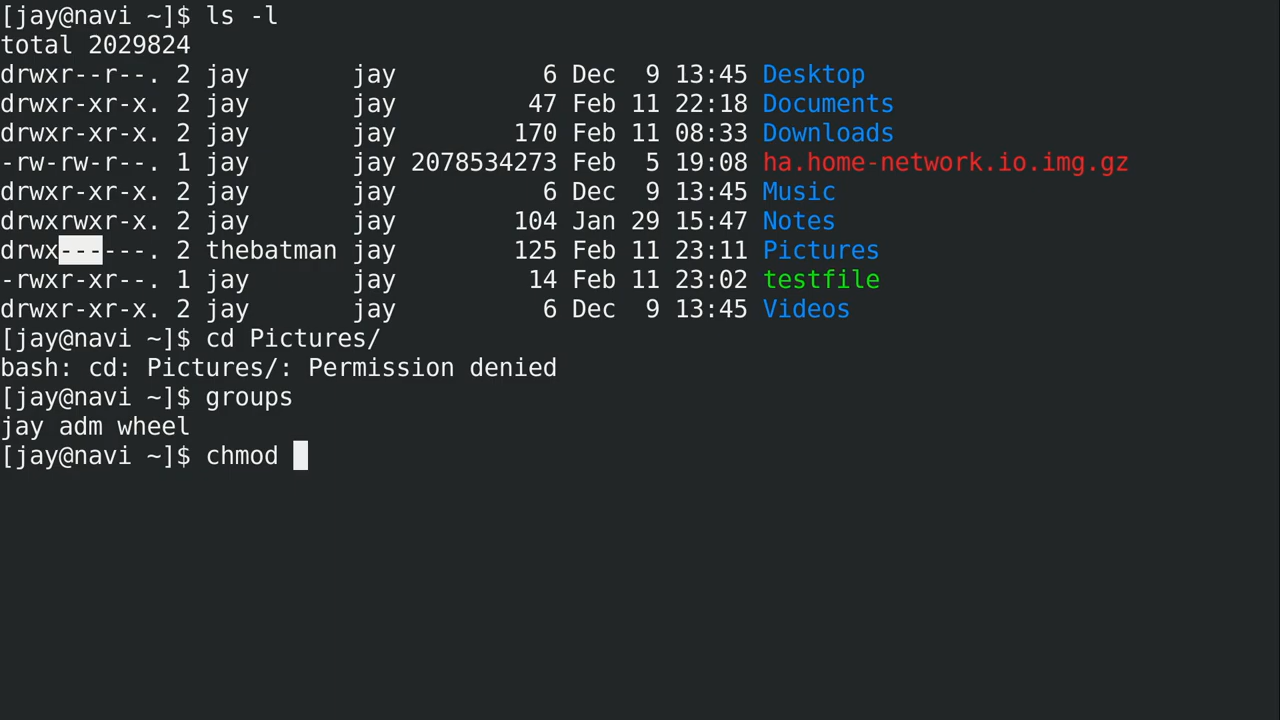 [jay@navi ~]$ ls -l
total 2029824
drwxr--r--. 2 jay       jay          6 Dec  9 13:45 Desktop
drwxr-xr-x. 2 jay       jay         47 Feb 11 22:18 Documents
drwxr-xr-x. 2 jay       jay        170 Feb 11 08:33 Downloads
-rw-rw-r--. 1 jay       jay 2078534273 Feb  5 19:08 ha.home-network.io.img.gz
drwxr-xr-x. 2 jay       jay          6 Dec  9 13:45 Music
drwxrwxr-x. 2 jay       jay        104 Jan 29 15:47 Notes
drwx------. 2 thebatman jay        125 Feb 11 23:11 Pictures
-rwxr-xr--. 1 jay       jay         14 Feb 11 23:02 testfile
drwxr-xr-x. 2 jay       jay          6 Dec  9 13:45 Videos
[jay@navi ~]$ cd Pictures/
bash: cd: Pictures/: Permission denied
[jay@navi ~]$ groups
jay adm wheel
[jay@navi ~]$ chmod